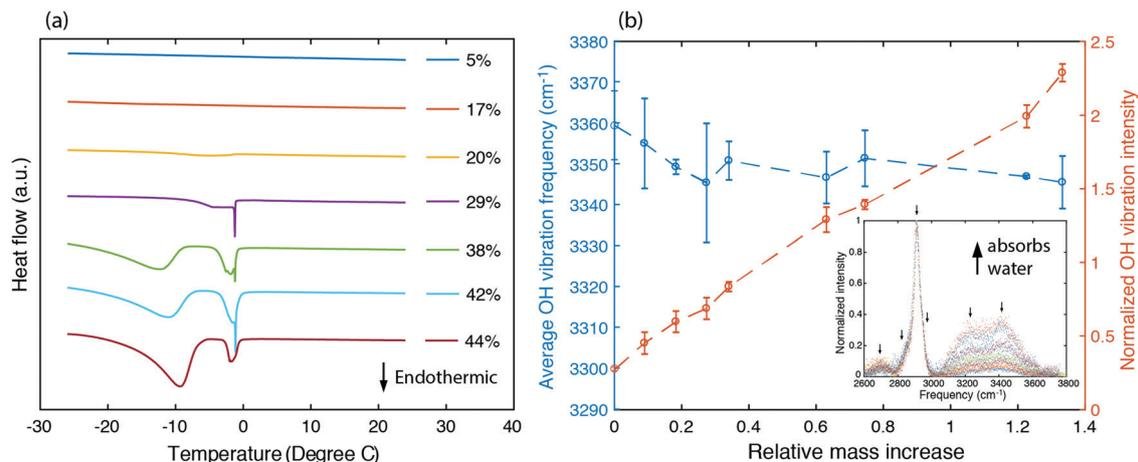 (a)
5%
17%
20%
29%
38%
42%
44%
Endothermic
Heat flow (a.u.)
-30 -20 -10 0 10 20 30 40
Temperature (Degree C)
(b)
3380
3370
3360
3350
3340
3330
3320
3310
3300
3290
Average OH vibration frequency (cm-1)
2.5
2
1.5
1
0.5
0
Normalized OH vibration intensity
0 0.2 0.4 0.6 0.8 1 1.2 1.4
Relative mass increase
absorbs
water
1
0.8
0.6
0.4
0.2
0
Normalized intensity
2600 2800 3000 3200 3400 3600 3800
Frequency (cm-1)